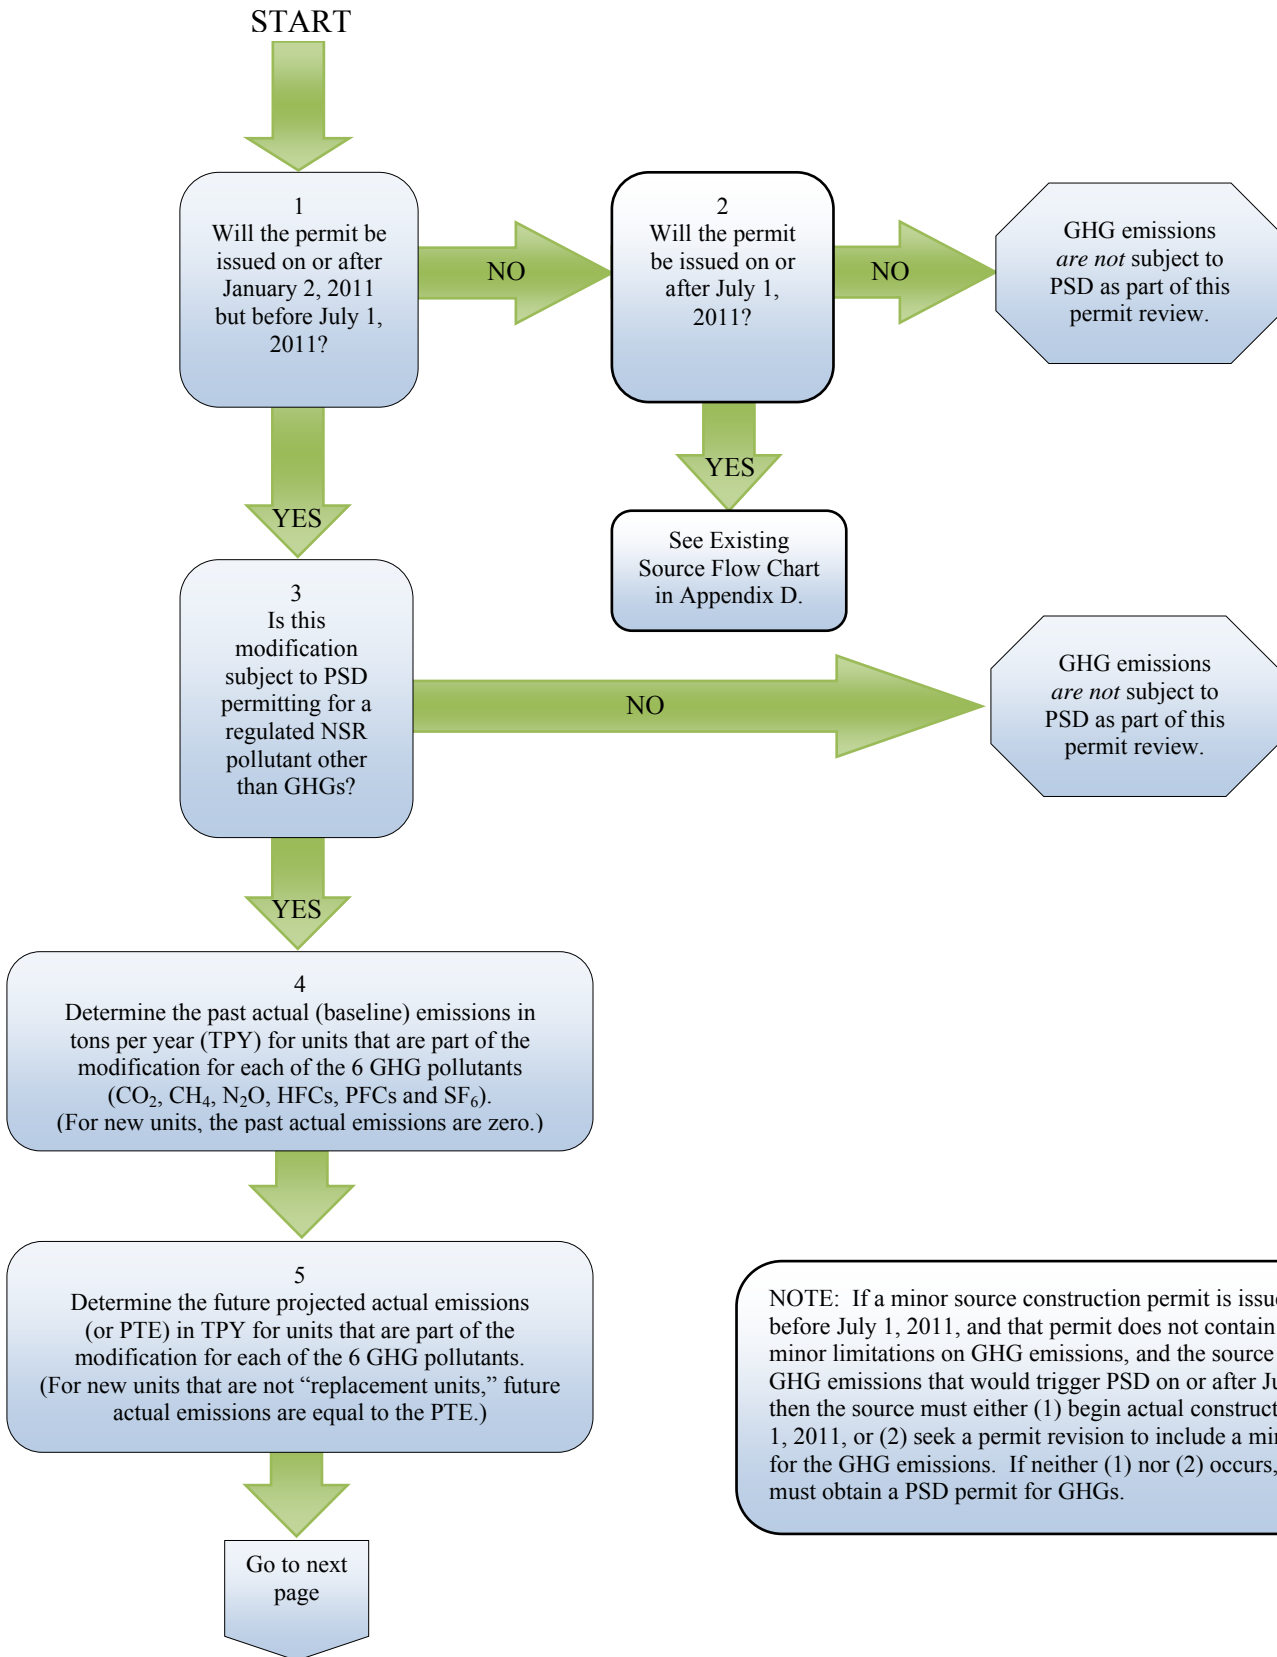 START
1
Will the permit be
issued on or after
January 2, 2011
but before July 1,
2011?
NO
2
Will the permit
be issued on or
after July 1,
2011?
NO
GHG emissions
are not subject to
PSD as part of this
permit review.
YES
YES
See Existing
Source Flow Chart
in Appendix D.
3
Is this
modification
subject to PSD
permitting for a
regulated NSR
pollutant other
than GHGs?
NO
GHG emissions
are not subject to
PSD as part of this
permit review.
YES
4
Determine the past actual (baseline) emissions in
tons per year (TPY) for units that are part of the
modification for each of the 6 GHG pollutants
(CO₂, CH₄, N₂O, HFCs, PFCs and SF₆).
(For new units, the past actual emissions are zero.)
5
Determine the future projected actual emissions
(or PTE) in TPY for units that are part of the
modification for each of the 6 GHG pollutants.
(For new units that are not “replacement units,” future
actual emissions are equal to the PTE.)
Go to next
page
NOTE: If a minor source construction permit is
before July 1, 2011, and that permit does not contain
minor limitations on GHG emissions, and the source
GHG emissions that would trigger PSD on or after
then the source must either (1) begin actual
1, 2011, or (2) seek a permit revision to include a
for the GHG emissions. If neither (1) nor (2) occurs,
must obtain a PSD permit for GHGs.